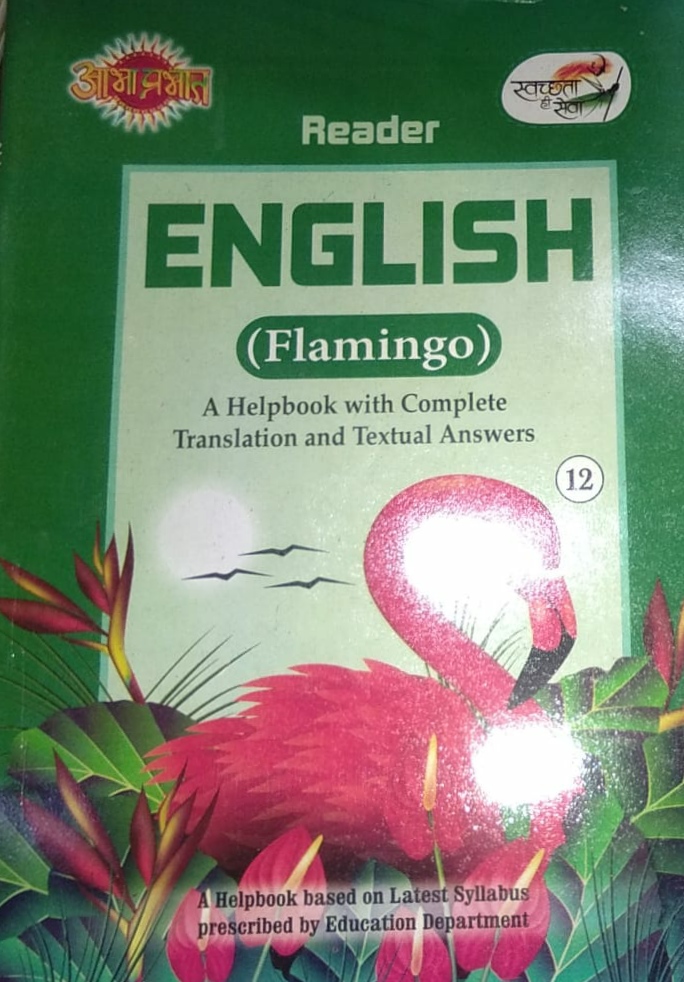 आभा प्रभात
स्वच्छता
ही
सेवा
Reader
ENGLISH
(Flamingo)
A Helpbook with Complete
Translation and Textual Answers
12
A Helpbook based on Latest Syllabus
prescribed by Education Department